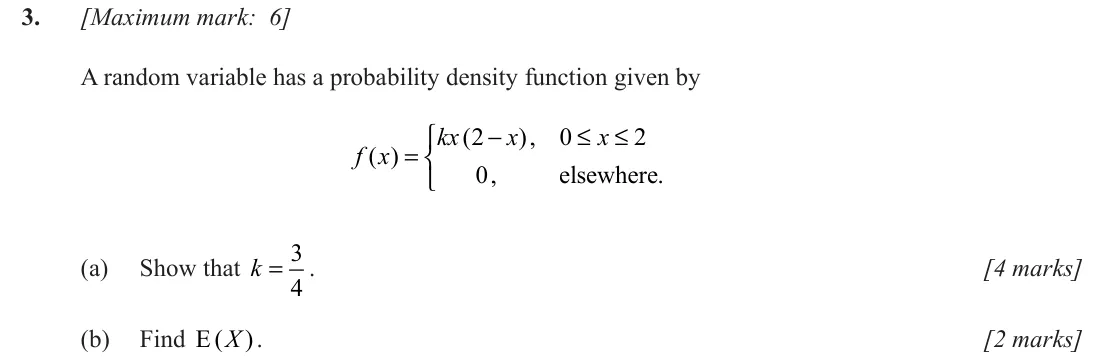 3. [Maximum mark: 6]
A random variable has a probability density function given by
f(x) = { kx(2−x), 0 ≤ x ≤ 2
0, elsewhere.
(a) Show that k = 3/4. [4 marks]
(b) Find E(X). [2 marks]